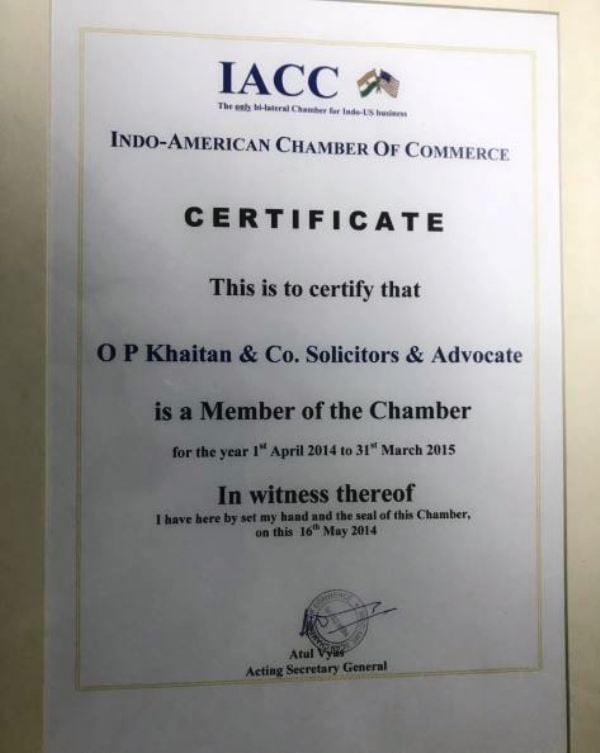 IACC
The only bi-lateral Chamber for Indo-US business
INDO-AMERICAN CHAMBER OF COMMERCE
CERTIFICATE
This is to certify that
O P Khaitan & Co. Solicitors & Advocate
is a Member of the Chamber
for the year 1st April 2014 to 31st March 2015
In witness thereof
I have here by set my hand and the seal of this Chamber,
on this 16th May 2014
Atul Vyas
Acting Secretary General